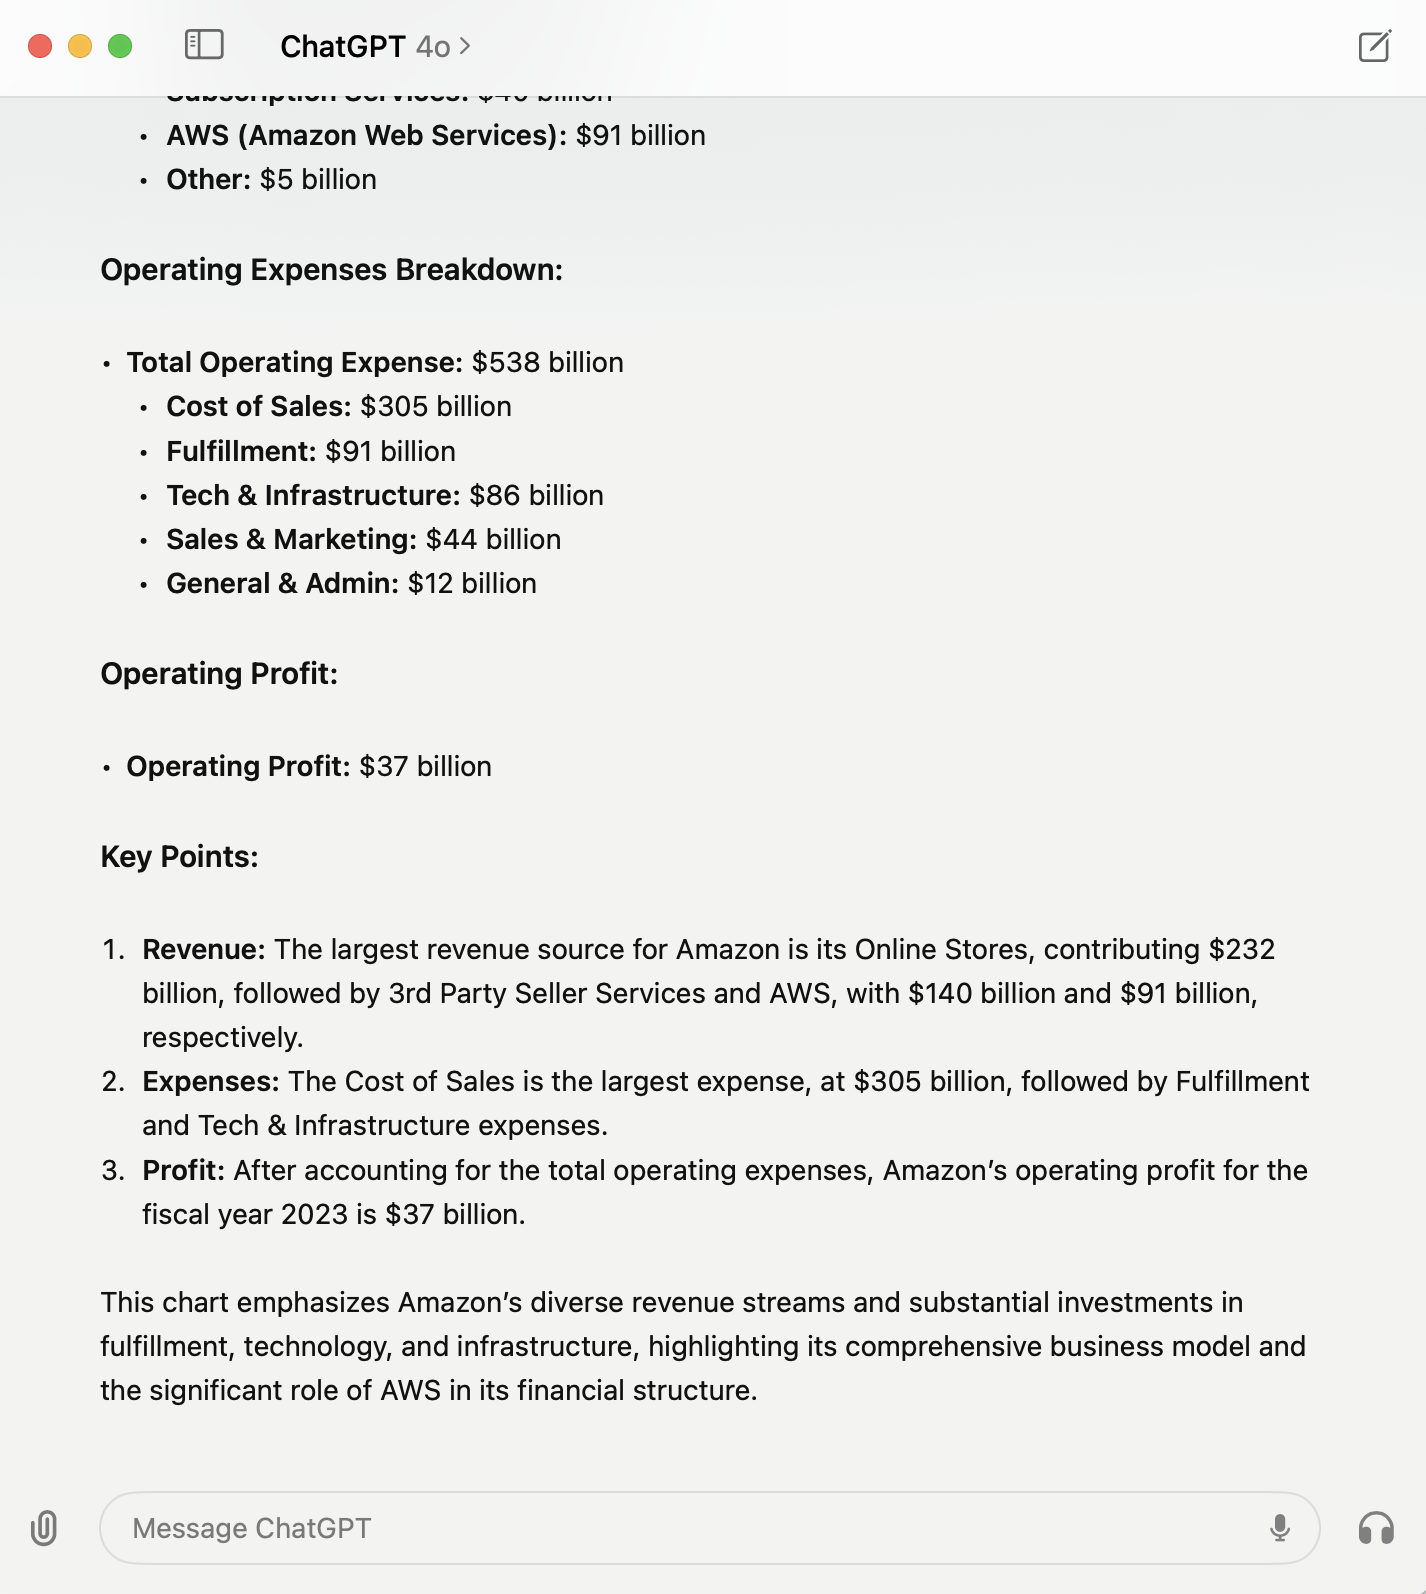 ChatGPT 4o >
Subscription Services: $40 billion
• AWS (Amazon Web Services): $91 billion
• Other: $5 billion
Operating Expenses Breakdown:
• Total Operating Expense: $538 billion
• Cost of Sales: $305 billion
• Fulfillment: $91 billion
• Tech & Infrastructure: $86 billion
• Sales & Marketing: $44 billion
• General & Admin: $12 billion
Operating Profit:
• Operating Profit: $37 billion
Key Points:
1. Revenue: The largest revenue source for Amazon is its Online Stores, contributing $232
billion, followed by 3rd Party Seller Services and AWS, with $140 billion and $91 billion,
respectively.
2. Expenses: The Cost of Sales is the largest expense, at $305 billion, followed by Fulfillment
and Tech & Infrastructure expenses.
3. Profit: After accounting for the total operating expenses, Amazon’s operating profit for the
fiscal year 2023 is $37 billion.
This chart emphasizes Amazon’s diverse revenue streams and substantial investments in
fulfillment, technology, and infrastructure, highlighting its comprehensive business model and
the significant role of AWS in its financial structure.
Message ChatGPT